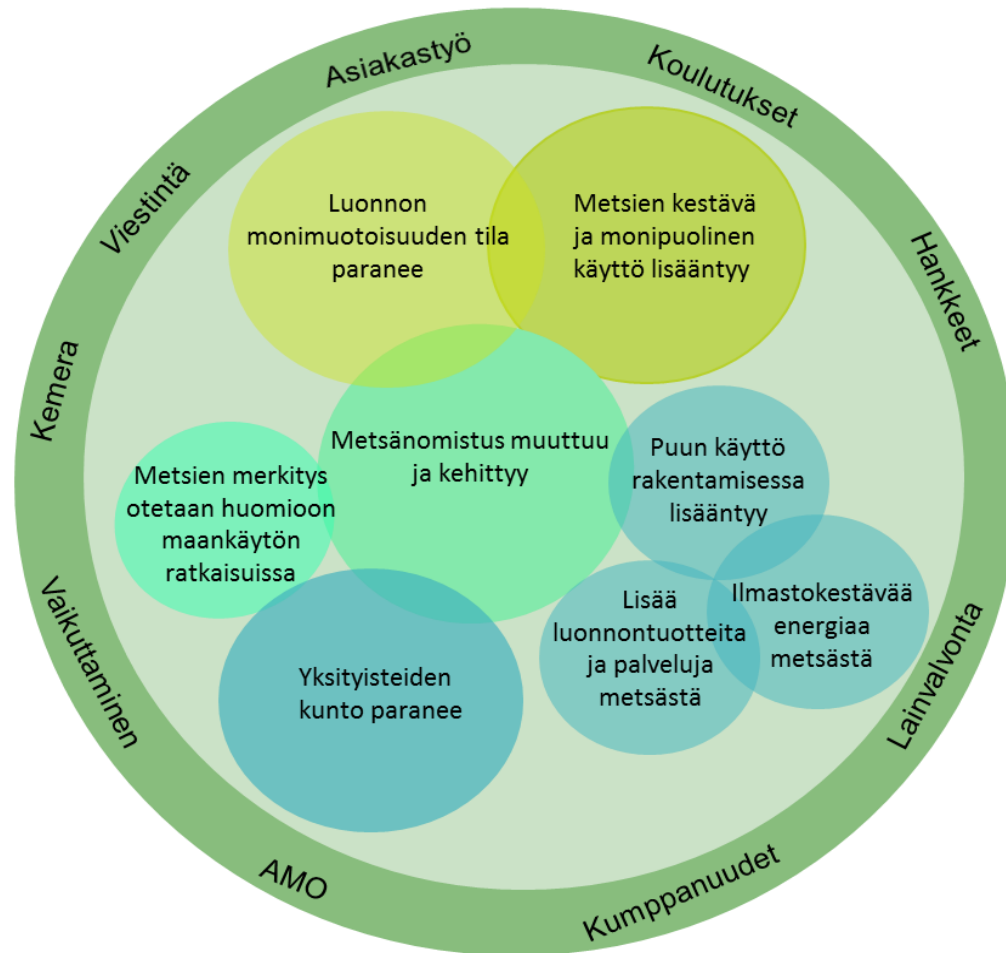 Asiakastyö
Koulutukset
Viestintä
Hankkeet
Kemera
Lainvalvonta
Vaikuttaminen
Kumppanuudet
AMO
Luonnon
monimuotoisuuden tila
paranee
Metsien kestävä
ja monipuolinen
käyttö lisääntyy
Metsänomistus muuttuu
ja kehittyy
Puun käyttö
rakentamisessa
lisääntyy
Metsien merkitys
otetaan huomioon
maankäytön
ratkaisuissa
Lisää
luonnontuotteita
ja palveluja
metsästä
Ilmastokestävää
energiaa
metsästä
Yksityisteiden
kunto paranee